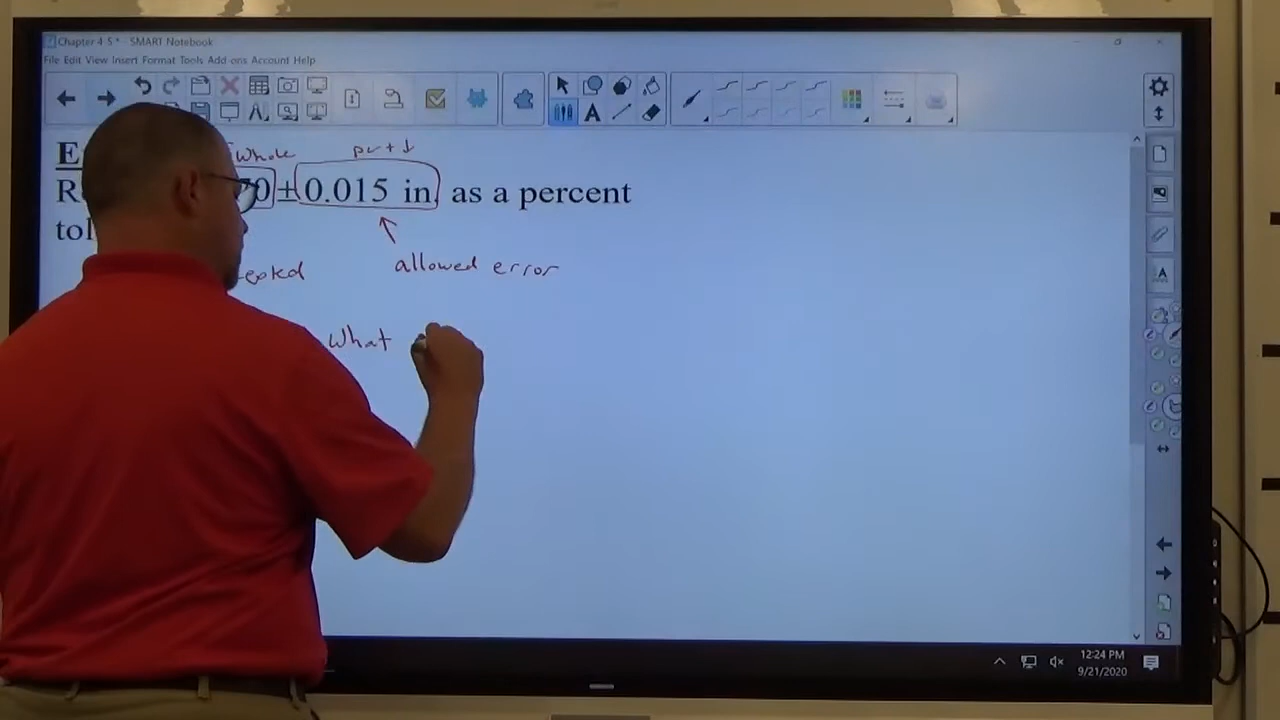 Chapter 4-5 * - SMART Notebook
File Edit View Insert Format Tools Add-ons Account Help
Whole
part
70 ± 0.015 in as a percent
tol
allowed error
What
12:24 PM
9/21/2020